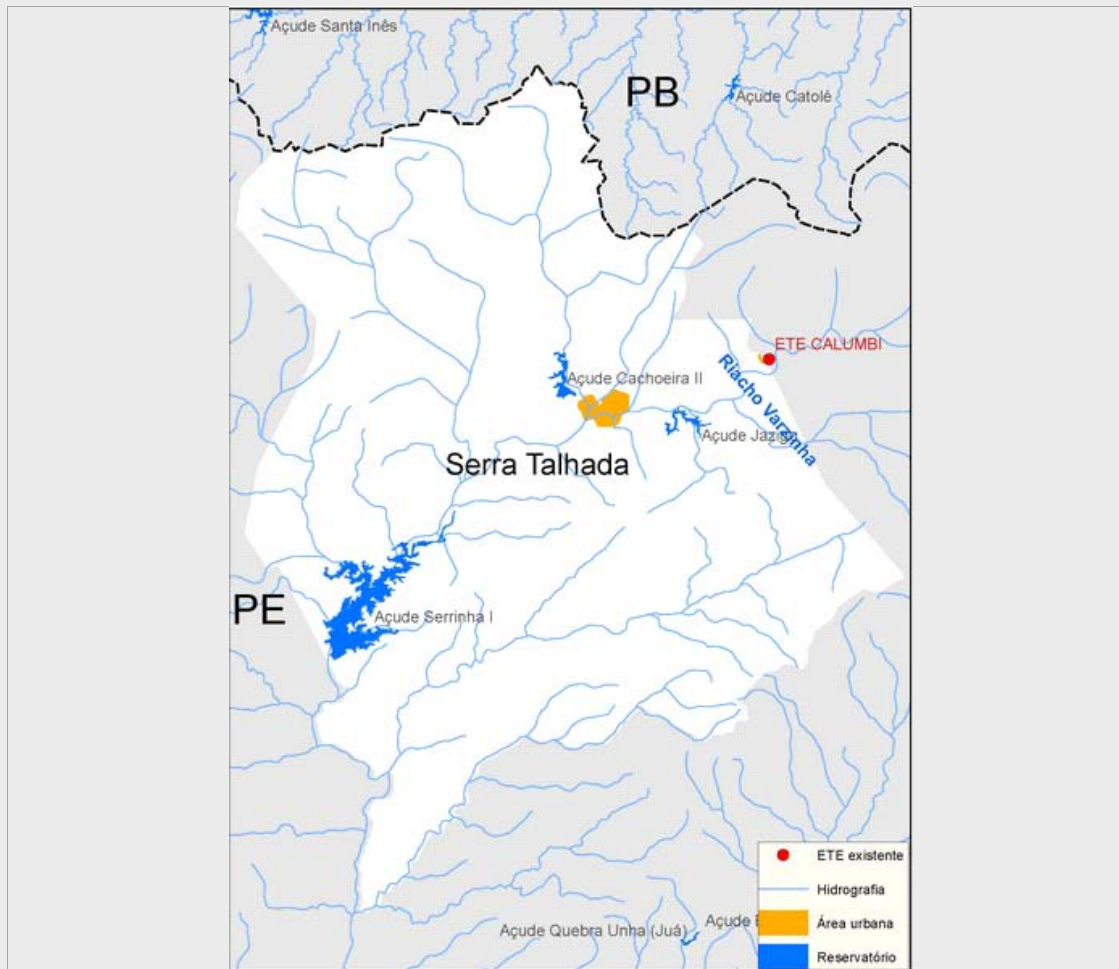 Açude Santa Inês
PB
Açude Catolê
ETE CALUMBI
Riacho Varzinha
Açude Cachoeira II
Açude Jazigo
Serra Talhada
PE
Açude Serrinha I
ETE existente
Hidrografia
Área urbana
Reservatório
Açude Quebra Unha (Juá)
Açude